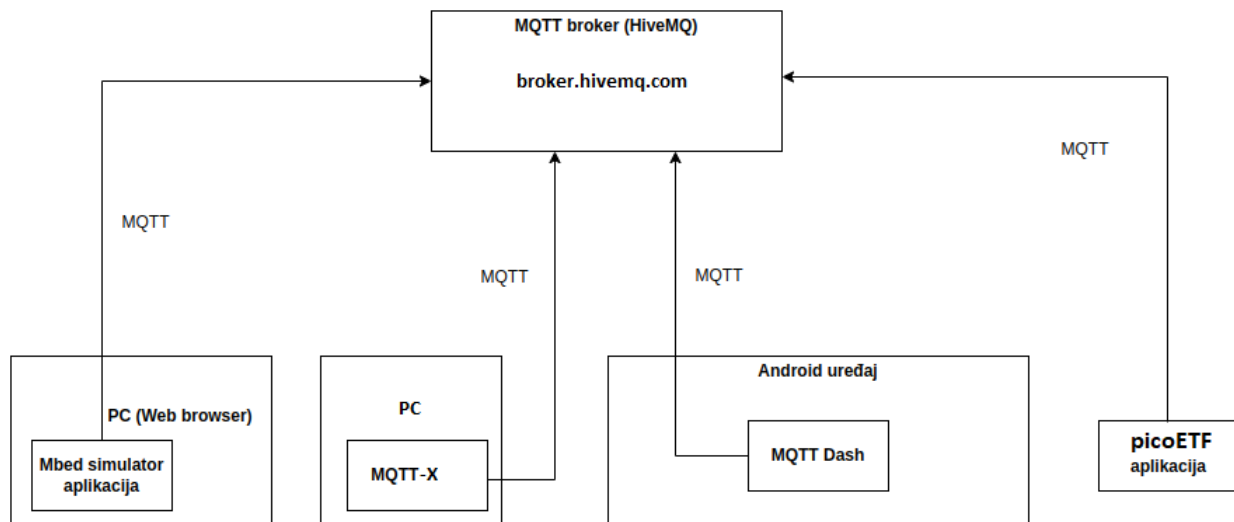 MQTT broker (HiveMQ)
broker.hivemq.com
MQTT
MQTT
MQTT
MQTT
PC (Web browser)
Mbed simulator
aplikacija
PC
MQTT-X
Android uređaj
MQTT Dash
picoETF
aplikacija